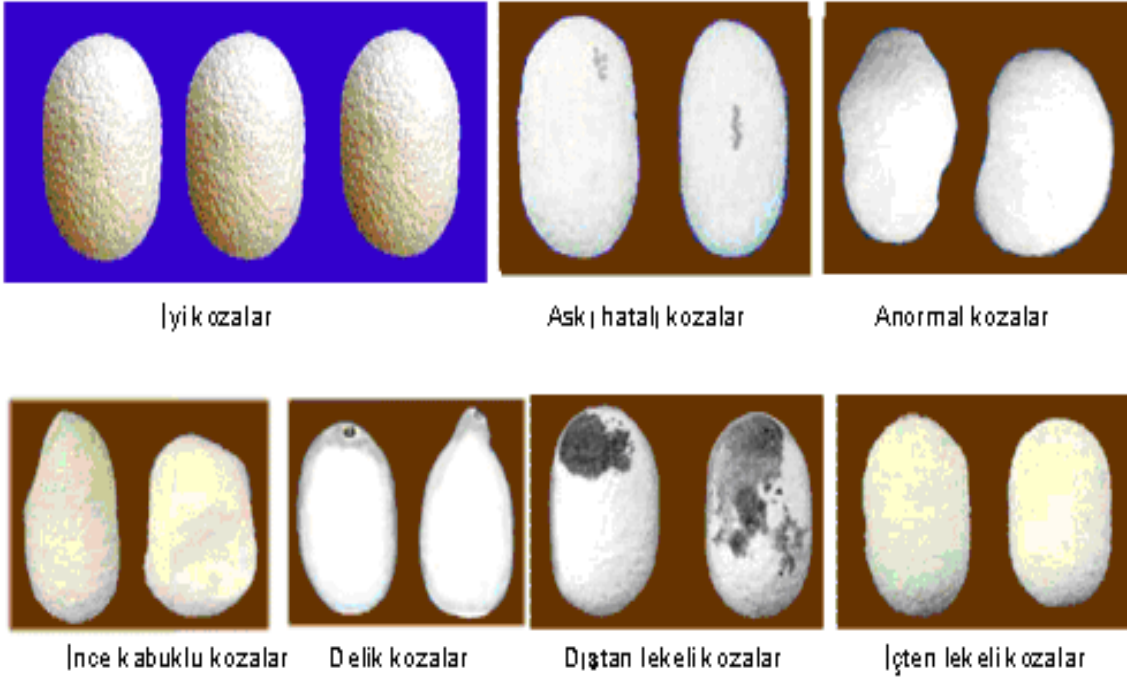 İyi kozalar
Askı hatalı kozalar
Anormal kozalar
İnce kabuklu kozalar
Delik kozalar
Dıştan lekeli kozalar
İçten lekeli kozalar